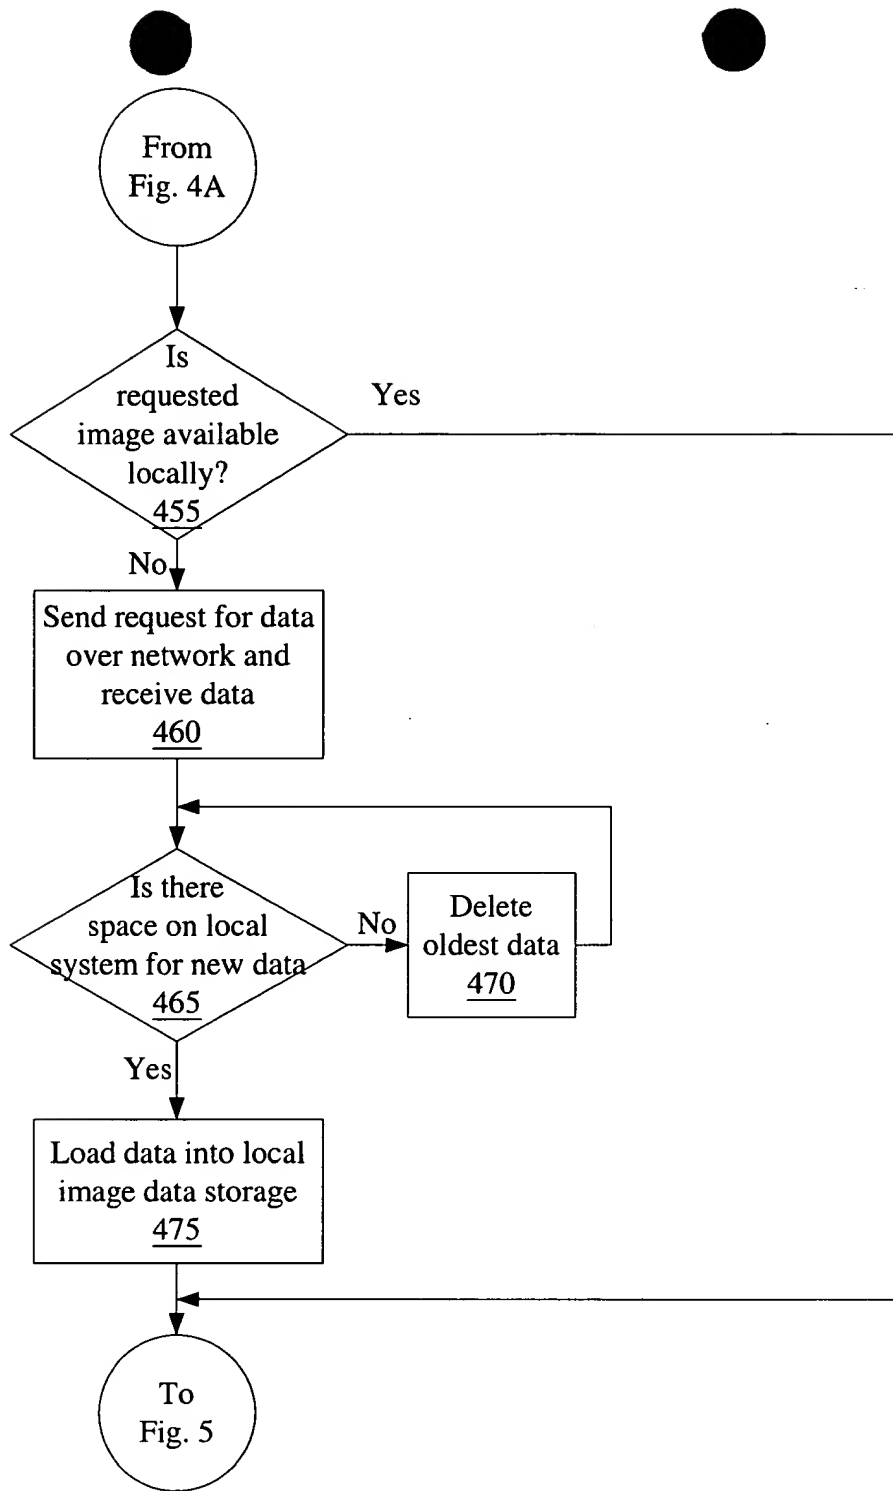 From
Fig. 4A
Is
requested
image available
locally?
455
Yes
No
Send request for data
over network and
receive data
460
Is there
space on local
system for new data
465
No
Delete
oldest data
470
Yes
Load data into local
image data storage
475
To
Fig. 5